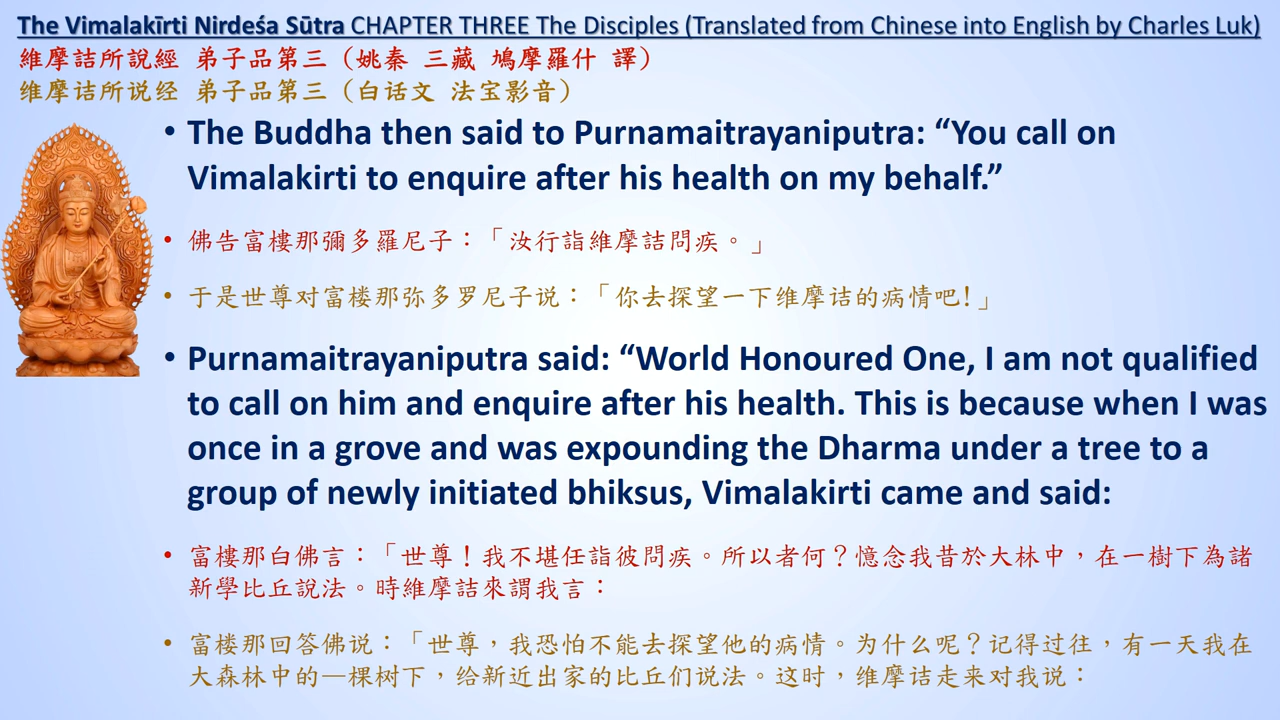 The Vimalakīrti Nirdeśa Sūtra CHAPTER THREE The Disciples (Translated from Chinese into English by Charles Luk)
維摩詰所說經 弟子品第三（姚秦 三藏 鳩摩羅什 譯）
维摩诘所说经 弟子品第三（白话文 法宝影音）
• The Buddha then said to Purnamaitrayaniputra: “You call on
Vimalakirti to enquire after his health on my behalf.”
• 佛告富樓那彌多羅尼子：「汝行詣維摩詰問疾。」
• 于是世尊对富楼那弥多罗尼子说：「你去探望一下维摩诘的病情吧!」
• Purnamaitrayaniputra said: “World Honoured One, I am not qualified
to call on him and enquire after his health. This is because when I was
once in a grove and was expounding the Dharma under a tree to a
group of newly initiated bhiksus, Vimalakirti came and said:
• 富樓那白佛言：「世尊！我不堪任詣彼問疾。所以者何？憶念我昔於大林中，在一樹下為諸
新學比丘說法。時維摩詰來謂我言：
• 富楼那回答佛说：「世尊，我恐怕不能去探望他的病情。为什么呢？记得过往，有一天我在
大森林中的一棵树下，给新近出家的比丘们说法。这时，维摩诘走来对我说：